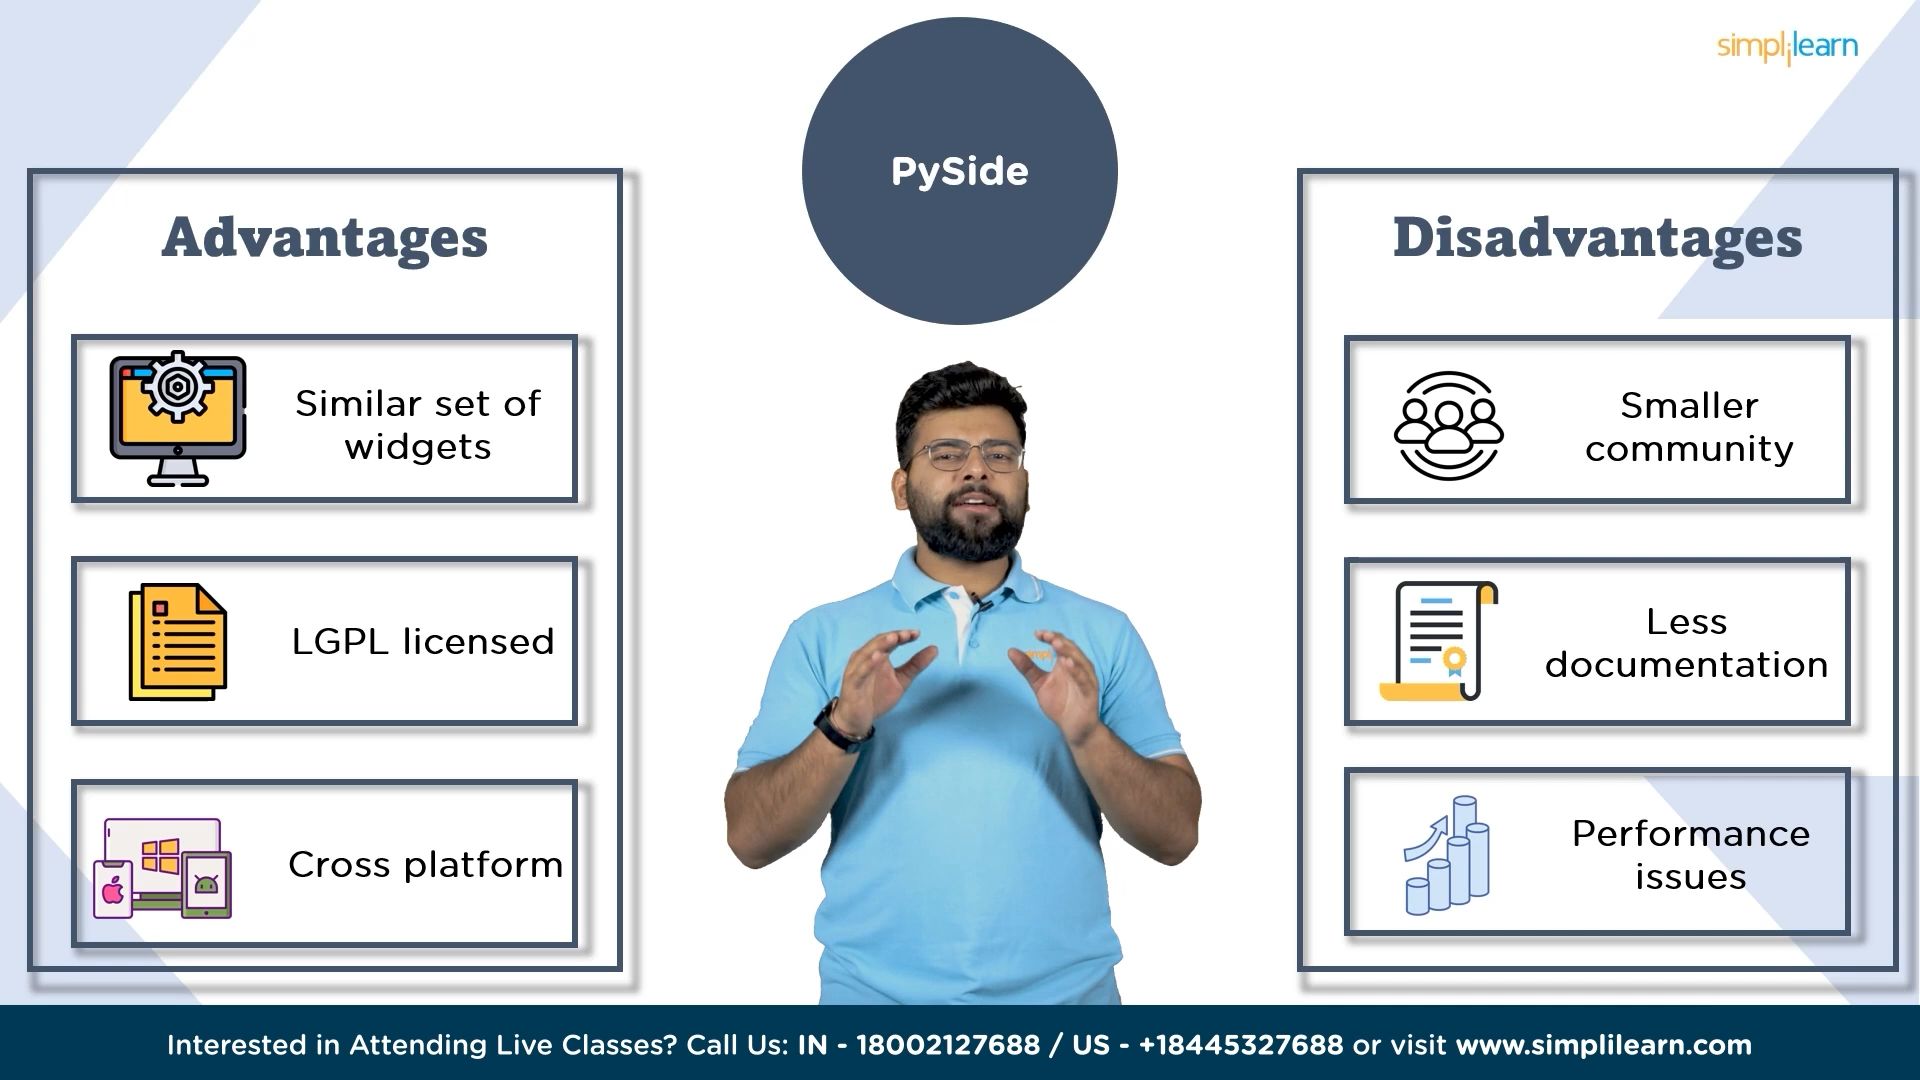 simplilearn
PySide
Advantages
Similar set of
widgets
LGPL licensed
Cross platform
Disadvantages
Smaller
community
Less
documentation
Performance
issues
Interested in Attending Live Classes? Call Us: IN - 18002127688 / US - +18445327688 or visit www.simplilearn.com